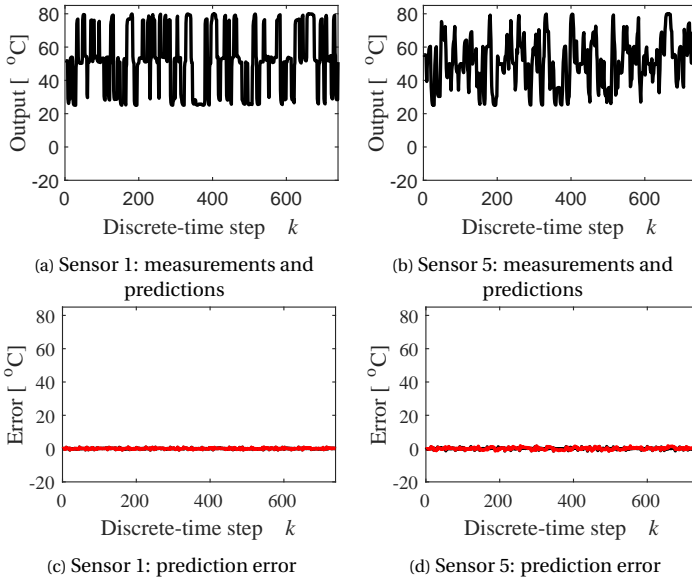 80
60
40
20
0
-20
Output [ °C]
0 200 400 600
Discrete-time step k
(a) Sensor 1: measurements and
predictions
80
60
40
20
0
-20
Output [ °C]
0 200 400 600
Discrete-time step k
(b) Sensor 5: measurements and
predictions
80
60
40
20
0
-20
Error [ °C]
0 200 400 600
Discrete-time step k
(c) Sensor 1: prediction error
80
60
40
20
0
-20
Error [ °C]
0 200 400 600
Discrete-time step k
(d) Sensor 5: prediction error